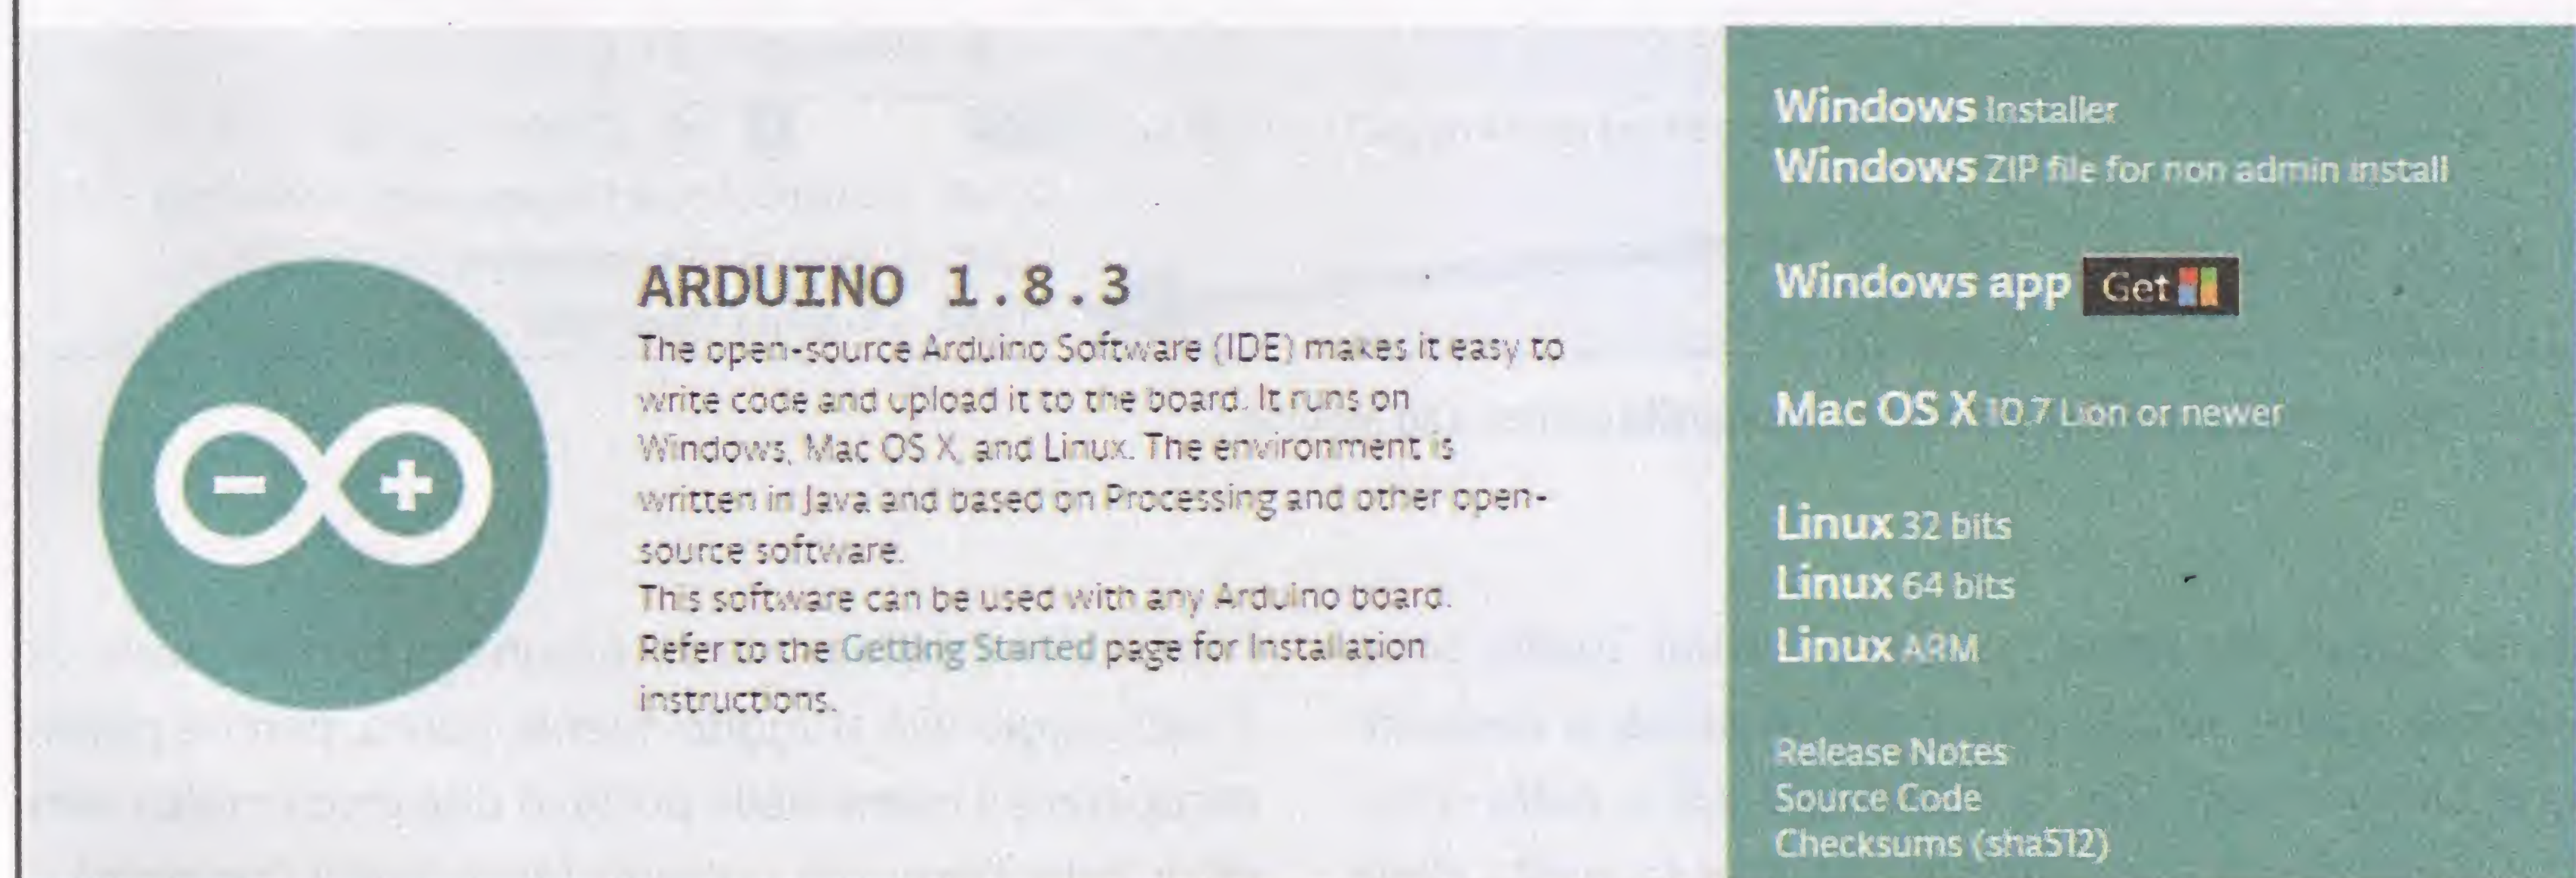 ARDUINO 1.8.3
The open-source Arduino Software (IDE) makes it easy to
write code and upload it to the board. It runs on
Windows, Mac OS X, and Linux. The environment is
written in Java and based on Processing and other open-
source software.
This software can be used with any Arduino board.
Refer to the Getting Started page for Installation
instructions.
Windows Installer
Windows ZIP file for non admin install
Windows app Get
Mac OS X 10.7 Lion or newer
Linux 32 bits
Linux 64 bits
Linux ARM
Release Notes
Source Code
Checksums (sha512)